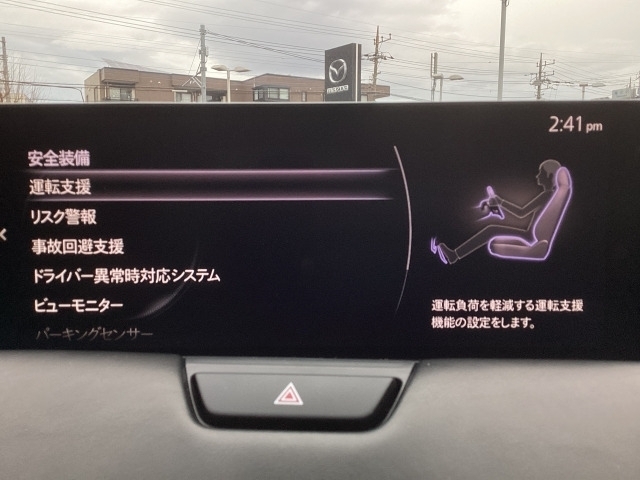 2:41 pm
安全装備
運転支援
リスク警報
事故回避支援
ドライバー異常時対応システム
ビューモニター
パーキングセンサー
運転負荷を軽減する運転支援
機能の設定をします。